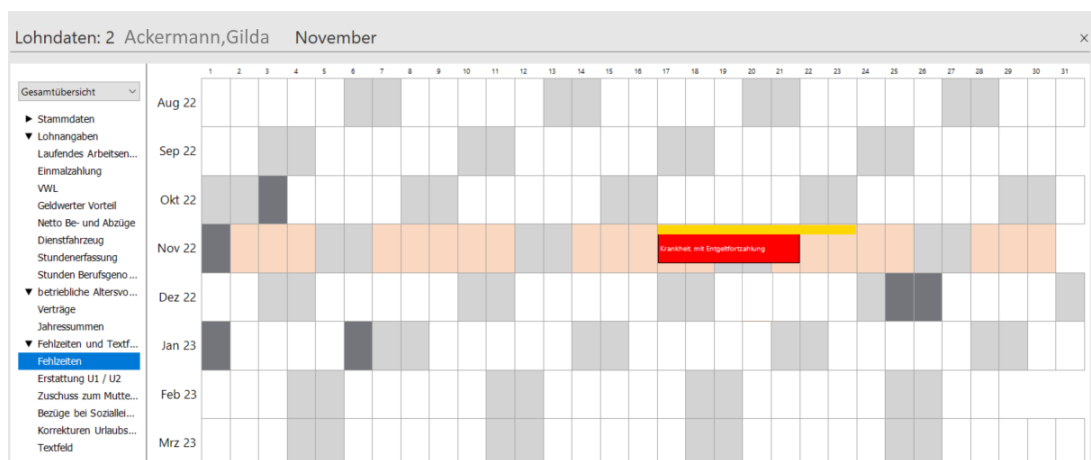 Lohndaten: 2 Ackermann,Gilda November
×
1 2 3 4 5 6 7 8 9 10 11 12 13 14 15 16 17 18 19 20 21 22 23 24 25 26 27 28 29 30 31
Gesamtübersicht
Stammdaten
Lohnangaben
Laufendes Arbeitsen...
Einmalzahlung
VWL
Geldwerter Vorteil
Netto Be- und Abzüge
Dienstfahrzeug
Stundenerfassung
Stunden Berufsgeno...
betriebliche Altersvo...
Verträge
Jahressummen
Fehlzeiten und Textf...
Fehlzeiten
Erstattung U1 / U2
Zuschuss zum Mutte...
Bezüge bei Soziallei...
Korrekturen Urlaubs...
Textfeld
Aug 22
Sep 22
Okt 22
Nov 22
Krankheit, mit Entgeltfortzahlung
Dez 22
Jan 23
Feb 23
Mrz 23